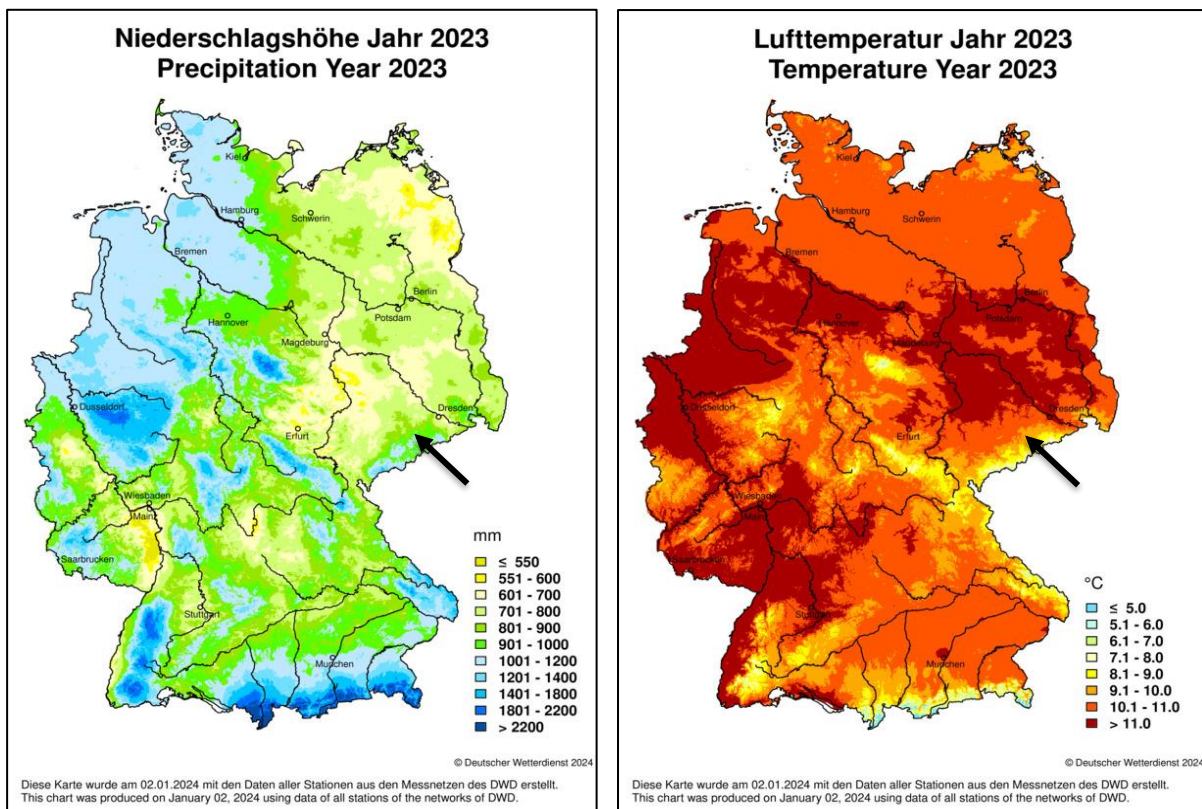 Niederschlagshöhe Jahr 2023
Precipitation Year 2023
Kiel
Hamburg
Schwerin
Bremen
Berlin
Hannover
Potsdam
Magdeburg
Dusseldorf
Dresden
Erfurt
Wiesbaden
Mainz
Saarbrucken
Stuttgart
Munchen
mm
≤ 550
551 - 600
601 - 700
701 - 800
801 - 900
901 - 1000
1001 - 1200
1201 - 1400
1401 - 1800
1801 - 2200
> 2200
© Deutscher Wetterdienst 2024
Diese Karte wurde am 02.01.2024 mit den Daten aller Stationen aus den Messnetzen des DWD erstellt.
This chart was produced on January 02, 2024 using data of all stations of the networks of DWD.
Lufttemperatur Jahr 2023
Temperature Year 2023
Kiel
Hamburg
Schwerin
Bremen
Berlin
Hannover
Potsdam
Magdeburg
Dusseldorf
Dresden
Erfurt
Wiesbaden
Mainz
Saarbrucken
Stuttgart
Munchen
°C
≤ 5.0
5.1 - 6.0
6.1 - 7.0
7.1 - 8.0
8.1 - 9.0
9.1 - 10.0
10.1 - 11.0
> 11.0
© Deutscher Wetterdienst 2024
Diese Karte wurde am 02.01.2024 mit den Daten aller Stationen aus den Messnetzen des DWD erstellt.
This chart was produced on January 02, 2024 using data of all stations of the networks of DWD.